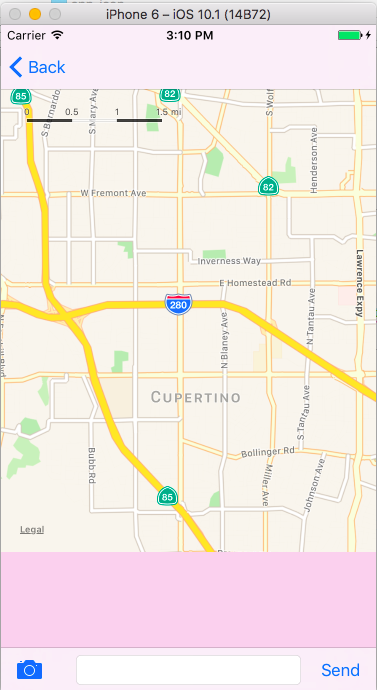 iPhone 6 – iOS 10.1 (14B72)
Carrier
3:10 PM
Back
85
82
0 0.5 1 1.5 mi
S Mary Ave
82
Henderson Ave
W Fremont Ave
Inverness Way
Lawrence Expy
E Homestead Rd
280
N Blaney Ave
N Tantau Ave
CUPERTINO
S Tantau Ave
Bubb Rd
Bollinger Rd
Miller Ave
Johnson Ave
85
Legal
Send